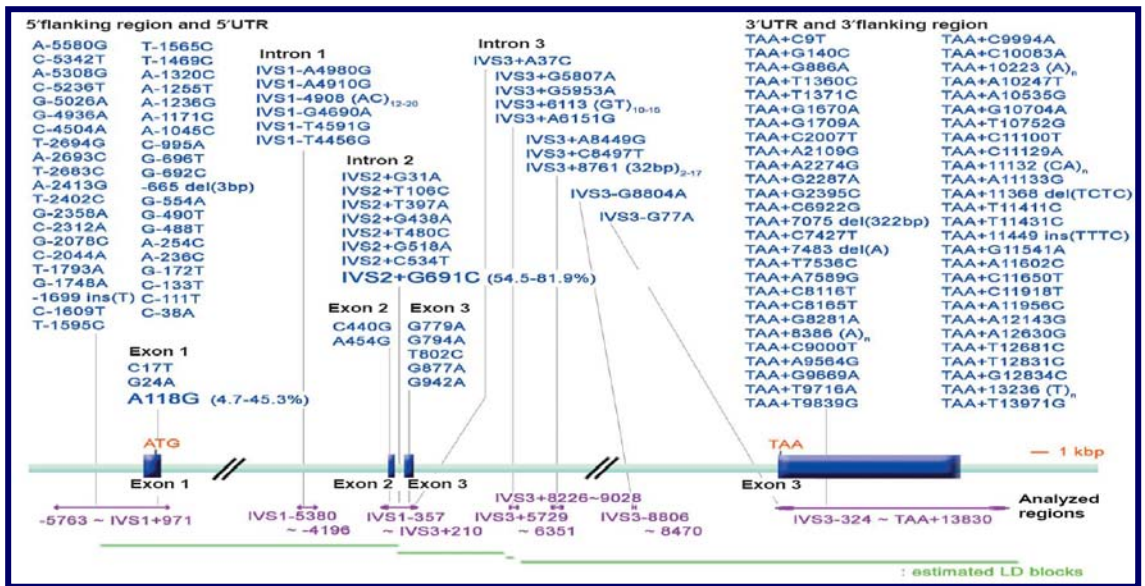 5′flanking region and 5′UTR
A-5580G
C-5342T
A-5308G
C-5236T
G-5026A
G-4936A
C-4504A
T-2694G
A-2693C
T-2683C
A-2413G
T-2402C
G-2358A
C-2312A
G-2078C
C-2044A
T-1793A
G-1748A
-1699 ins(T)
C-1609T
T-1595C
T-1565C
T-1469C
A-1320C
A-1255T
A-1236G
A-1171C
A-1045C
C-995A
G-696T
G-692C
-665 del(3bp)
G-554A
G-490T
G-488T
A-254C
A-236C
G-172T
C-133T
C-111T
C-38A
Exon 1
C17T
G24A
A118G (4.7-45.3%)
Intron 1
IVS1-A4980G
IVS1-A4910G
IVS1-4908 (AC)12-20
IVS1-G4690A
IVS1-T4591G
IVS1-T4456G
Intron 2
IVS2+G31A
IVS2+T106C
IVS2+T397A
IVS2+G438A
IVS2+T480C
IVS2+G518A
IVS2+C534T
IVS2+G691C (54.5-81.9%)
Exon 2
C440G
A454G
Exon 3
G779A
G794A
T802C
G877A
G942A
Intron 3
IVS3+A37C
IVS3+G5807A
IVS3+G5953A
IVS3+6113 (GT)10-16
IVS3+A6151G
IVS3+A8449G
IVS3+C8497T
IVS3+8761 (32bp)2-17
IVS3-G8804A
IVS3-G77A
3′UTR and 3′flanking region
TAA+C9T
TAA+G140C
TAA+G886A
TAA+T1360C
TAA+T1371C
TAA+G1670A
TAA+G1709A
TAA+C2007T
TAA+A2109G
TAA+A2274G
TAA+G2287A
TAA+G2395C
TAA+C6922G
TAA+7075 del(322bp)
TAA+C7427T
TAA+7483 del(A)
TAA+T7536C
TAA+A7589G
TAA+C8116T
TAA+C8165T
TAA+G8281A
TAA+8386 (A)n
TAA+C9000T
TAA+A9564G
TAA+G9669A
TAA+T9716A
TAA+T9839G
TAA+C9994A
TAA+C10083A
TAA+10223 (A)n
TAA+A10247T
TAA+A10535G
TAA+G10704A
TAA+T10752G
TAA+C11100T
TAA+C11129A
TAA+11132 (CA)n
TAA+A11133G
TAA+11368 del(TCTC)
TAA+T11411C
TAA+T11431C
TAA+11449 ins(TTTC)
TAA+G11541A
TAA+A11602C
TAA+C11650T
TAA+C11918T
TAA+A11956C
TAA+A12143G
TAA+A12630G
TAA+T12681C
TAA+T12831C
TAA+G12834C
TAA+13236 (T)n
TAA+T13971G
ATG
TAA
1 kbp
Exon 1
Exon 2
Exon 3
Exon 3
Analyzed regions
-5763 ~ IVS1+971
IVS1-5380 ~ -4196
IVS1-357 ~ IVS3+210
IVS3+5729 ~ 6351
IVS3+8226~9028
IVS3-8806 ~ 8470
IVS3-324 ~ TAA+13830
: estimated LD blocks